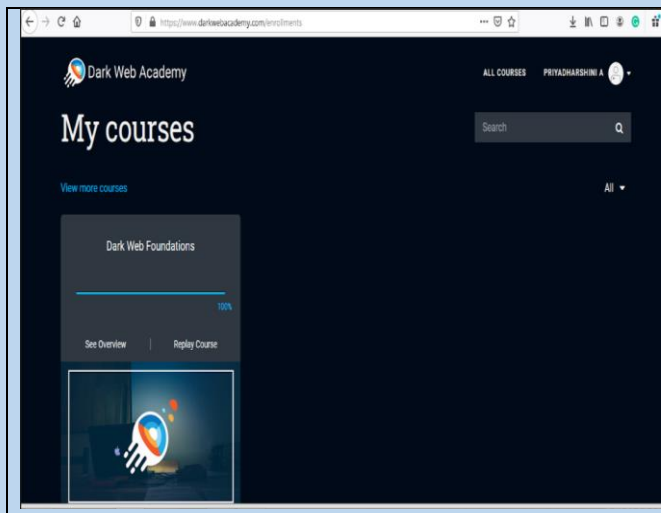 https://www.darkwebacademy.com/enrollments
Dark Web Academy
ALL COURSES PRIYADHARSHINI A
My courses
Search
View more courses
All
Dark Web Foundations
100%
See Overview | Replay Course